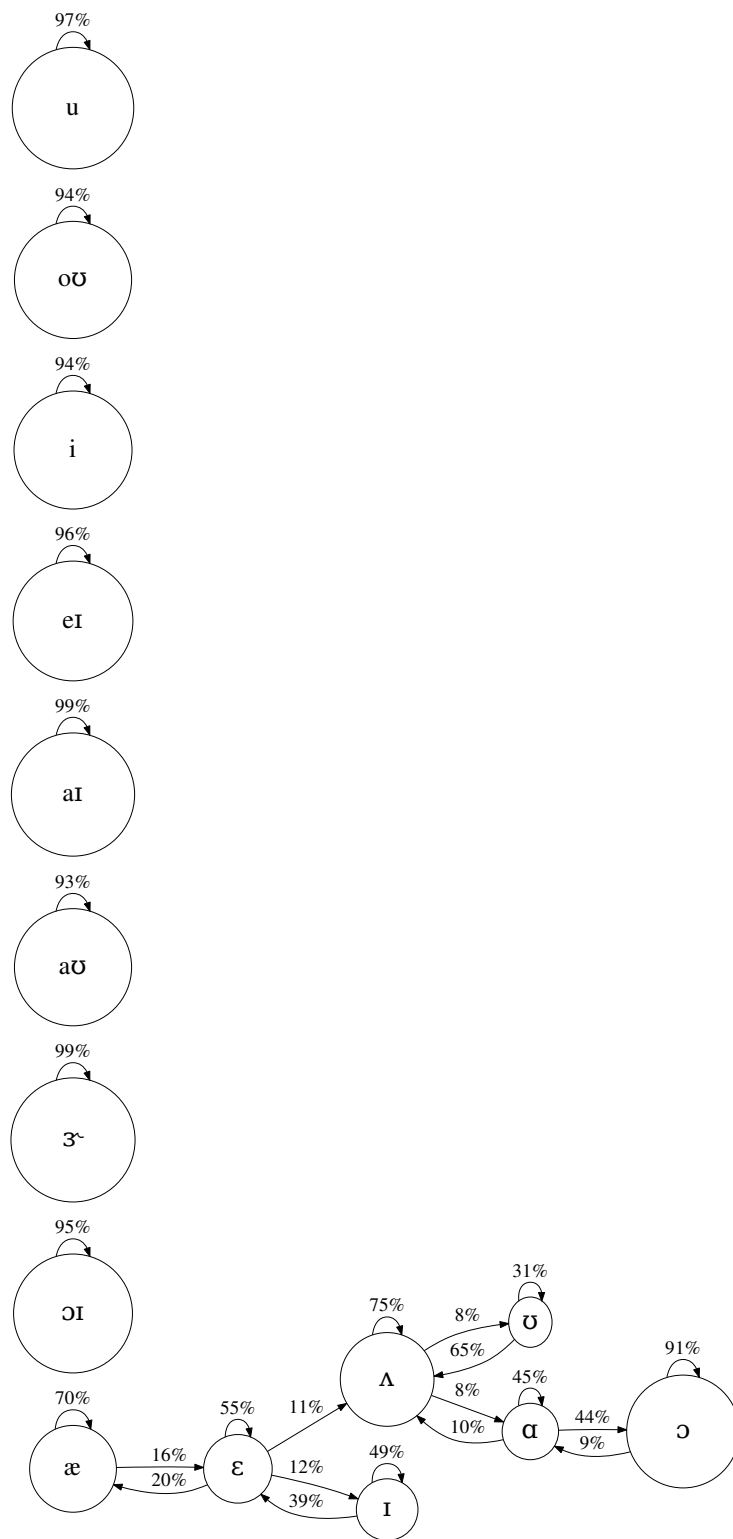 97%
u
94%
oʊ
94%
i
96%
eɪ
99%
aɪ
93%
aʊ
99%
ɝ
95%
ɔɪ
70%
æ
16%
20%
55%
ɛ
11%
12%
39%
49%
ɪ
75%
ʌ
8%
65%
31%
ʊ
8%
10%
45%
ɑ
44%
9%
91%
ɔ